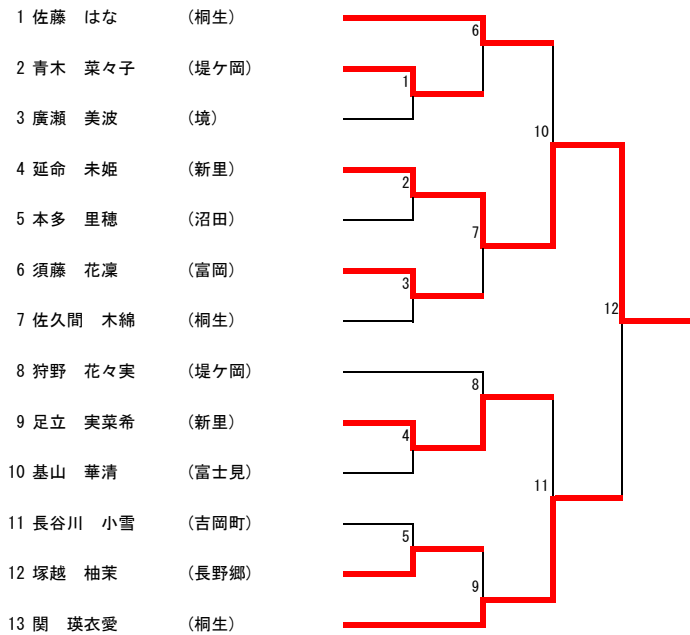 1 佐藤　はな （桐生）
6
2 青木　菜々子 （堤ケ岡）
1
3 廣瀬　美波 （境）
10
4 延命　未姫 （新里）
2
5 本多　里穂 （沼田）
7
6 須藤　花凜 （富岡）
3
12
7 佐久間　木綿 （桐生）
8 狩野　花々実 （堤ケ岡）
8
9 足立　実菜希 （新里）
4
10 基山　華清 （富士見）
11
11 長谷川　小雪 （吉岡町）
5
12 塚越　柚茉 （長野郷）
9
13 関　瑛衣愛 （桐生）